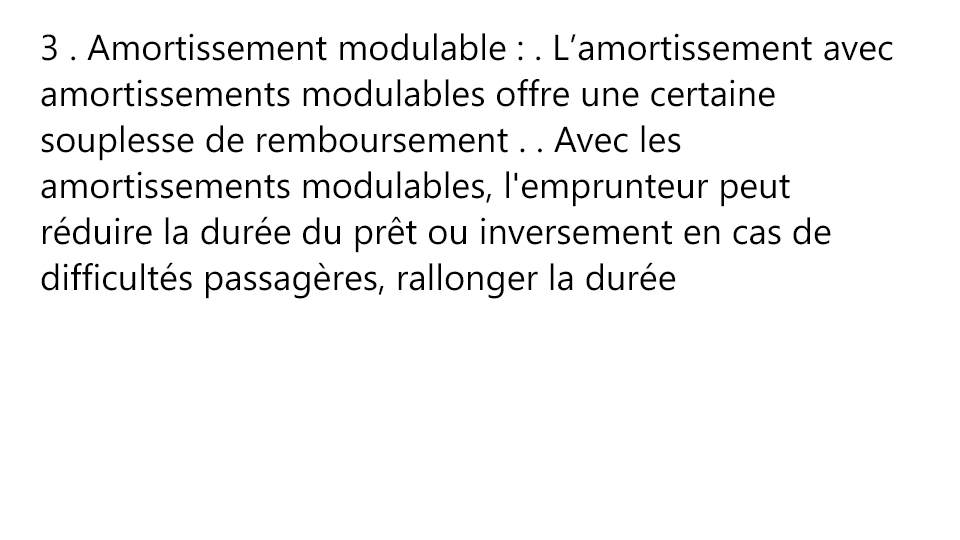 3 . Amortissement modulable : . L’amortissement avec
amortissements modulables offre une certaine
souplesse de remboursement . . Avec les
amortissements modulables, l'emprunteur peut
réduire la durée du prêt ou inversement en cas de
difficultés passagères, rallonger la durée